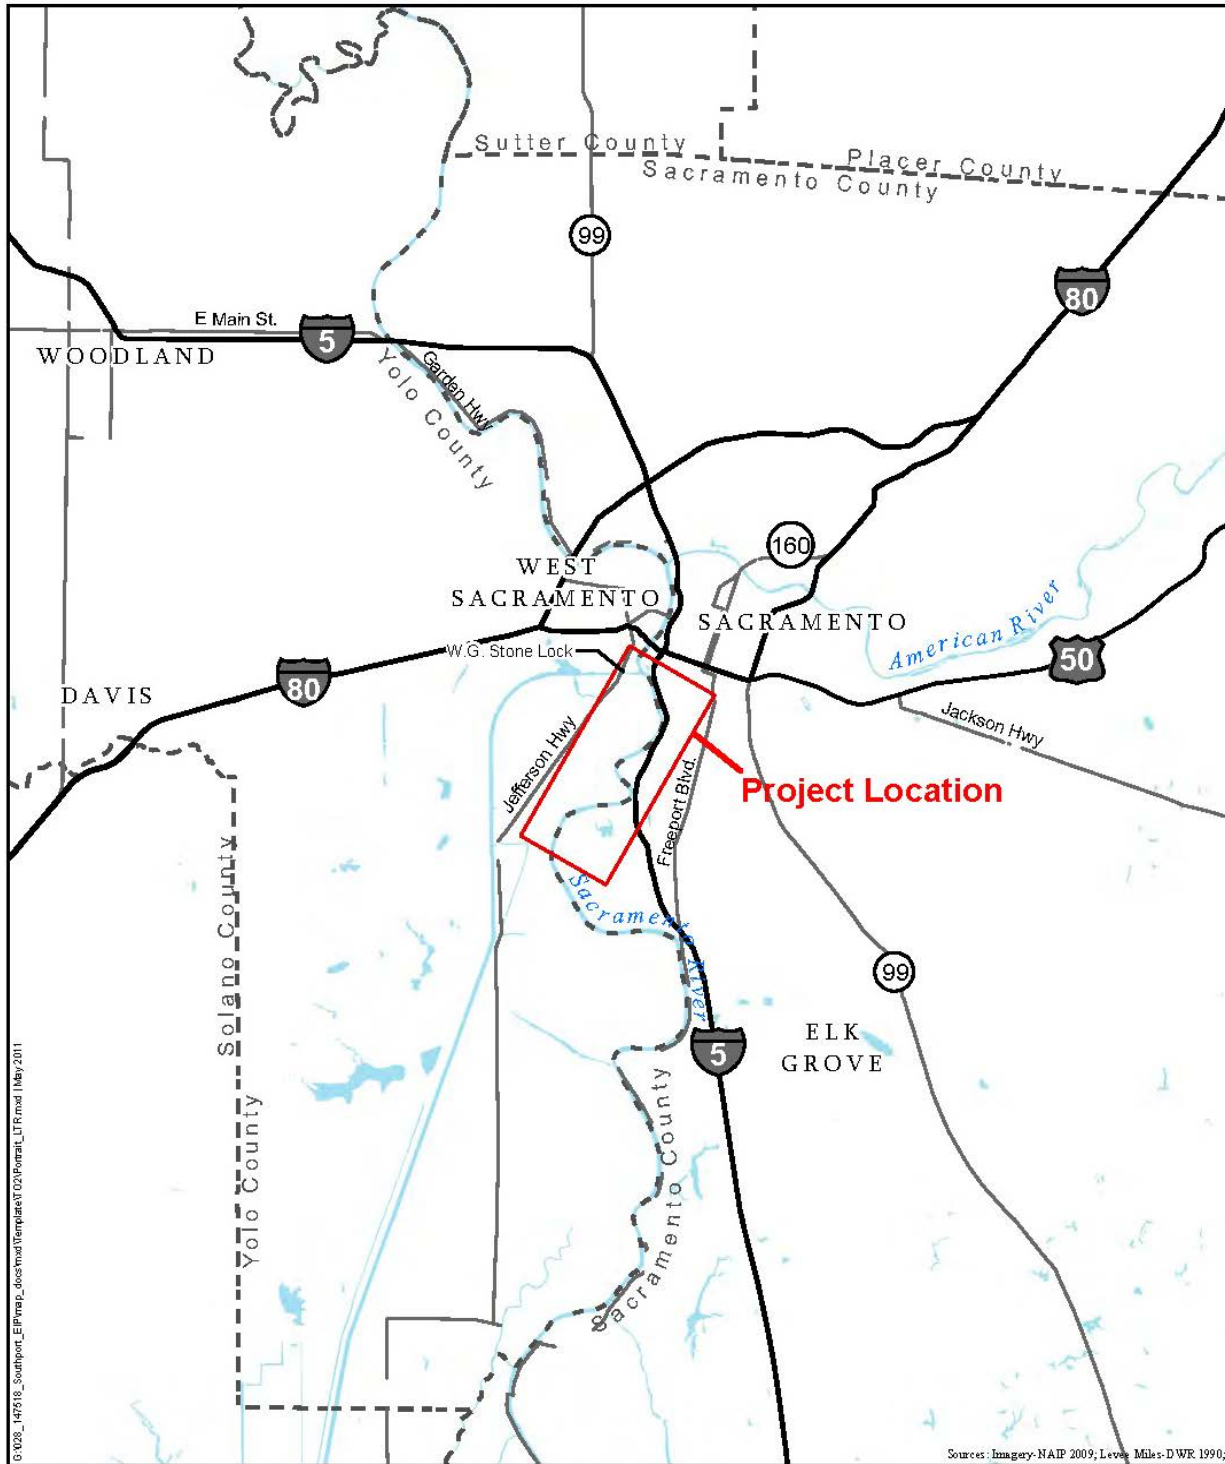 Sutter County
Placer County
Sacramento County
99
80
E Main St.
5
WOODLAND
Garden Hwy
Yolo County
160
WEST
SACRAMENTO
SACRAMENTO
American River
W.G. Stone Lock
50
80
DAVIS
Jackson Hwy
Jefferson Hwy
Freeport Blvd.
Project Location
Solano County
Yolo County
Sacramento River
99
ELK
GROVE
5
Sacramento County
Sources: Imagery-NAIP 2009; Levee Miles-DWR 1990;